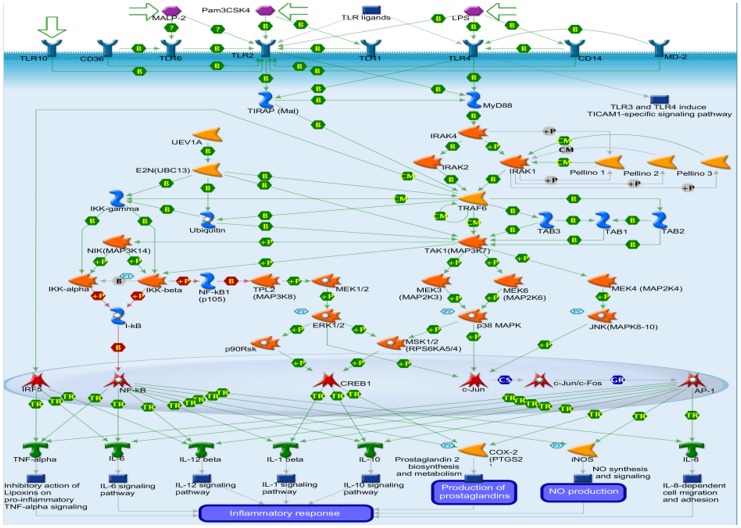 MALP-2
Pam3CSK4
TLR ligands
LPS
TLR10
CD36
TLR6
TLR2
TLR1
TLR4
CD14
MD-2
TIRAP (Mal)
MyD88
TLR3 and TLR4 induce
TICAM1-specific signaling pathway
IRAK4
UEV1A
IRAK2
IRAK1
Pellino 1
Pellino 2
Pellino 3
E2N(UBC13)
IKK-gamma
Ubiquitin
TRAF6
TAB3
TAB1
TAB2
NIK(MAP3K14)
TAK1(MAP3K7)
IKK-alpha
IKK-beta
NF-kB1
(p105)
TPL2
(MAP3K8)
MEK1/2
MEK3
(MAP2K3)
MEK6
(MAP2K6)
MEK4 (MAP2K4)
I-kB
ERK1/2
p38 MAPK
JNK(MAPK8-10)
p90Rsk
MSK1/2
(RPS6KA5/4)
IRF5
NF-kB
CREB1
c-Jun
c-Jun/c-Fos
AP-1
TNF-alpha
IL-6
IL-12 beta
IL-1 beta
IL-10
Prostaglandin 2
biosynthesis
and metabolism
COX-2
(PTGS2
)
iNOS
IL-8
NO synthesis
and signaling
Inhibitory action of
Lipoxins on
pro-inflammatory
TNF-alpha signaling
IL-6 signaling
pathway
IL-12 signaling
pathway
IL-1 signaling
pathway
IL-10 signaling
pathway
Production of
prostaglandins
NO production
IL-8-dependent
cell migration
and adhesion
Inflammatory response